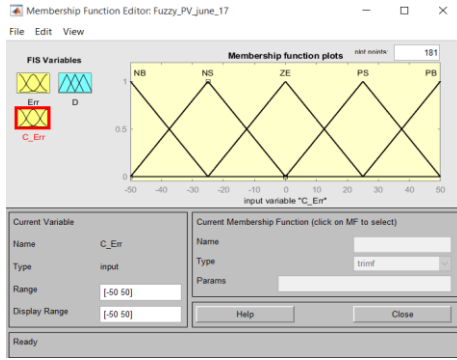 Membership Function Editor: Fuzzy_PV_june_17
File Edit View
FIS Variables
Membership function plots plot points: 181
Err D
C_Err
NB NS ZE PS PB
1
0.5
0
-50 -40 -30 -20 -10 0 10 20 30 40 50
input variable "C_Err"
Current Variable
Name C_Err
Type input
Range [-50 50]
Display Range [-50 50]
Current Membership Function (click on MF to select)
Name
Type trimf
Params
Help Close
Ready